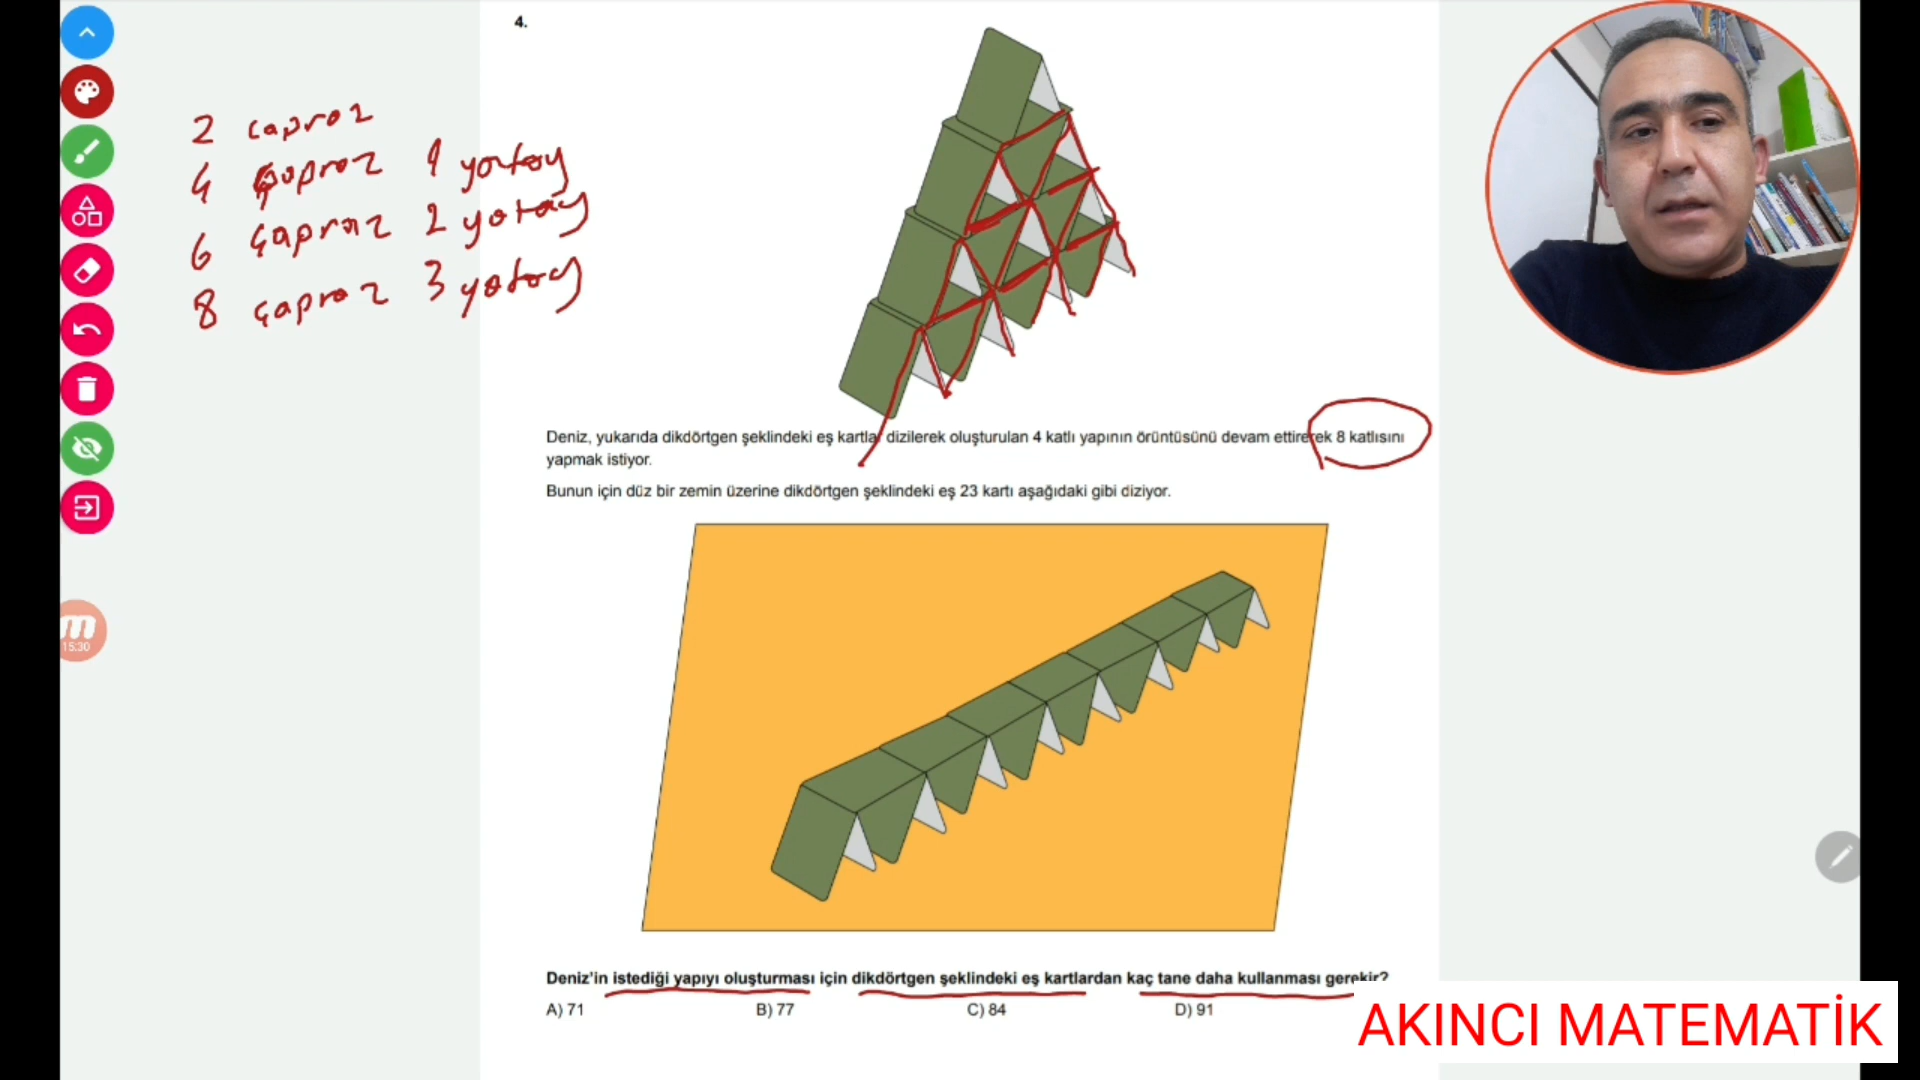 4.
2 capraz
4 çapraz 1 yatay
6 çapraz 2 yatay
8 çapraz 3 yatay
Deniz, yukarıda dikdörtgen şeklindeki eş kartlar dizilerek oluşturulan 4 katlı yapının örüntüsünü devam ettirerek 8 katlısını
yapmak istiyor.
Bunun için düz bir zemin üzerine dikdörtgen şeklindeki eş 23 kartı aşağıdaki gibi diziyor.
m
15:30
Deniz'in istediği yapıyı oluşturması için dikdörtgen şeklindeki eş kartlardan kaç tane daha kullanması gerekir?
A) 71 B) 77 C) 84 D) 91
AKINCI MATEMATİK